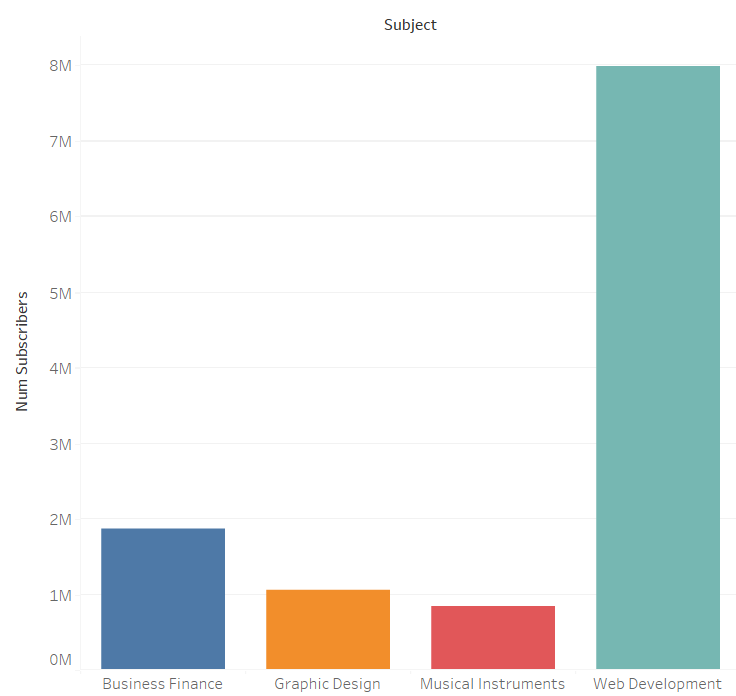 Subject
8M
7M
6M
5M
4M
3M
2M
1M
0M
Num Subscribers
Business Finance
Graphic Design
Musical Instruments
Web Development